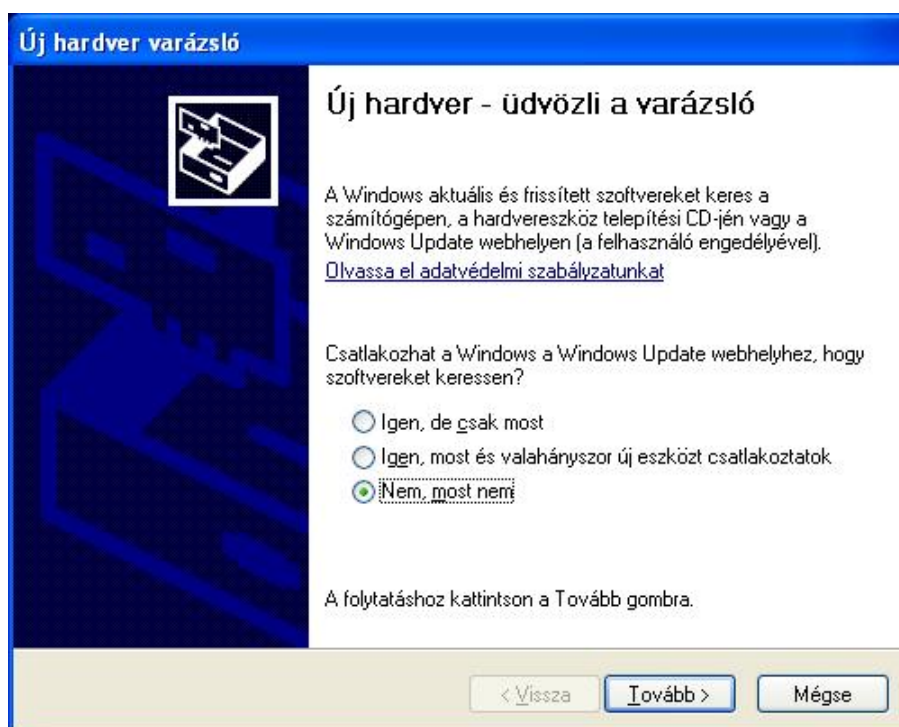 Új hardver varázsló
Új hardver - üdvözli a varázsló
A Windows aktuális és frissített szoftvereket keres a
számítógépen, a hardvereszköz telepítési CD-jén vagy a
Windows Update webhelyen (a felhasználó engedélyével).
Olvassa el adatvédelmi szabályzatunkat
Csatlakozhat a Windows a Windows Update webhelyhez, hogy
szoftvereket keressen?
Igen, de csak most
Igen, most és valahányszor új eszközt csatlakoztatok
Nem, most nem
A folytatáshoz kattintson a Tovább gombra.
< Vissza
Tovább >
Mégse